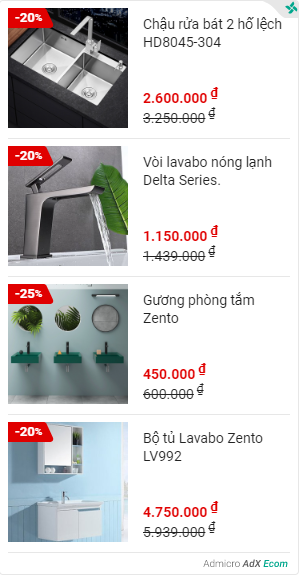 -20%
Chậu rửa bát 2 hố lệch
HD8045-304
2.600.000 ₫
3.250.000 ₫
-20%
Vòi lavabo nóng lạnh
Delta Series.
1.150.000 ₫
1.439.000 ₫
-25%
Gương phòng tắm
Zento
450.000 ₫
600.000 ₫
-20%
Bộ tủ Lavabo Zento
LV992
4.750.000 ₫
5.939.000 ₫
Admicro AdX Ecom